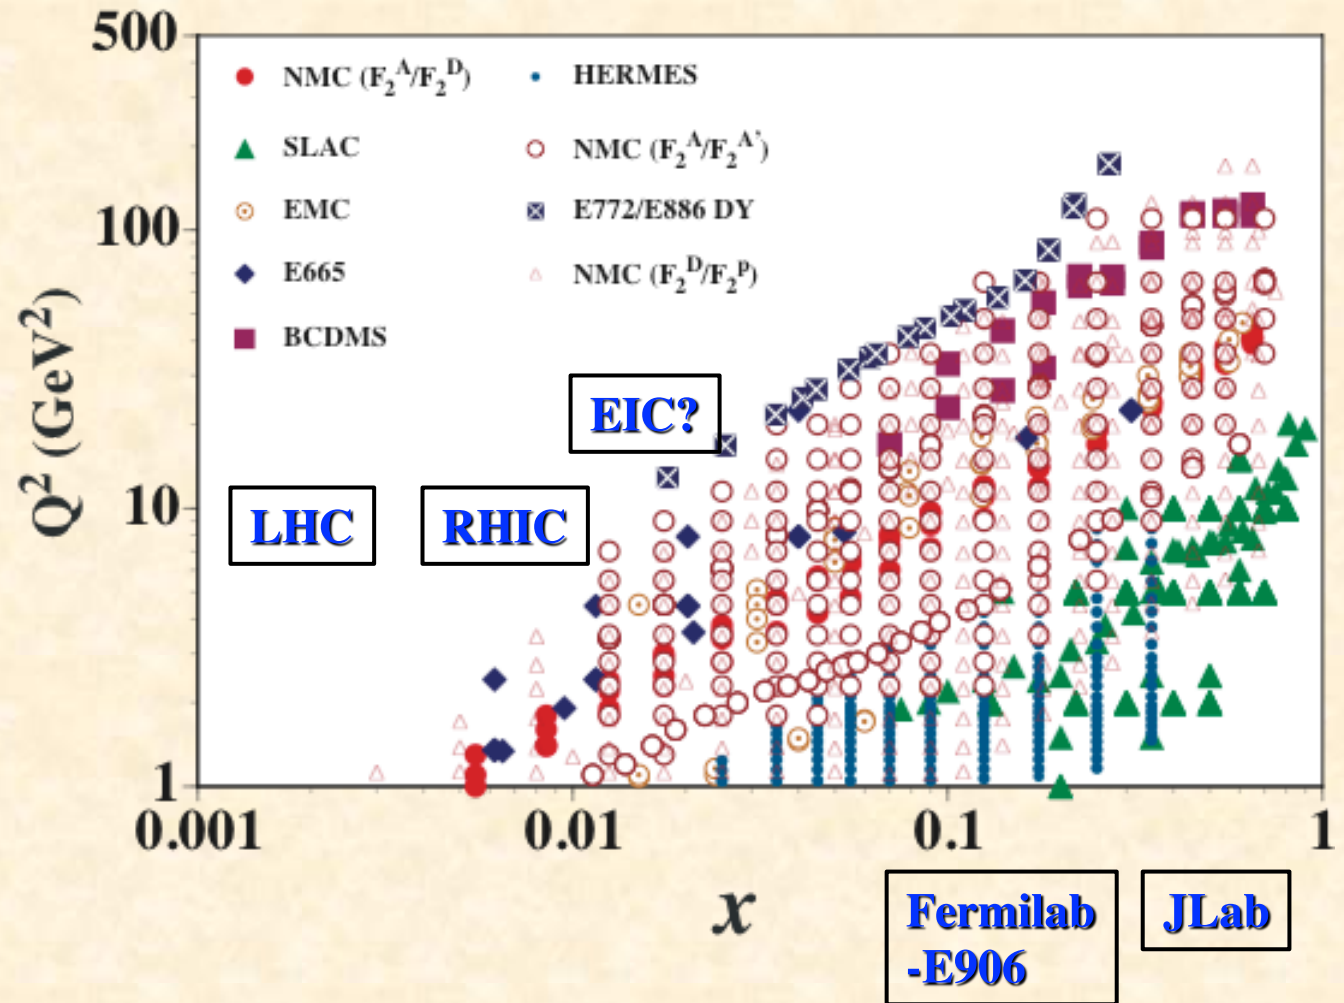 500
100
10
1
Q² (GeV²)
NMC (F₂ᴬ/F₂ᴰ)
SLAC
EMC
E665
BCDMS
HERMES
NMC (F₂ᴬ/F₂ᴬ')
E772/E886 DY
NMC (F₂ᴰ/F₂ᵖ)
EIC?
LHC
RHIC
0.001
0.01
0.1
1
x
Fermilab
-E906
JLab